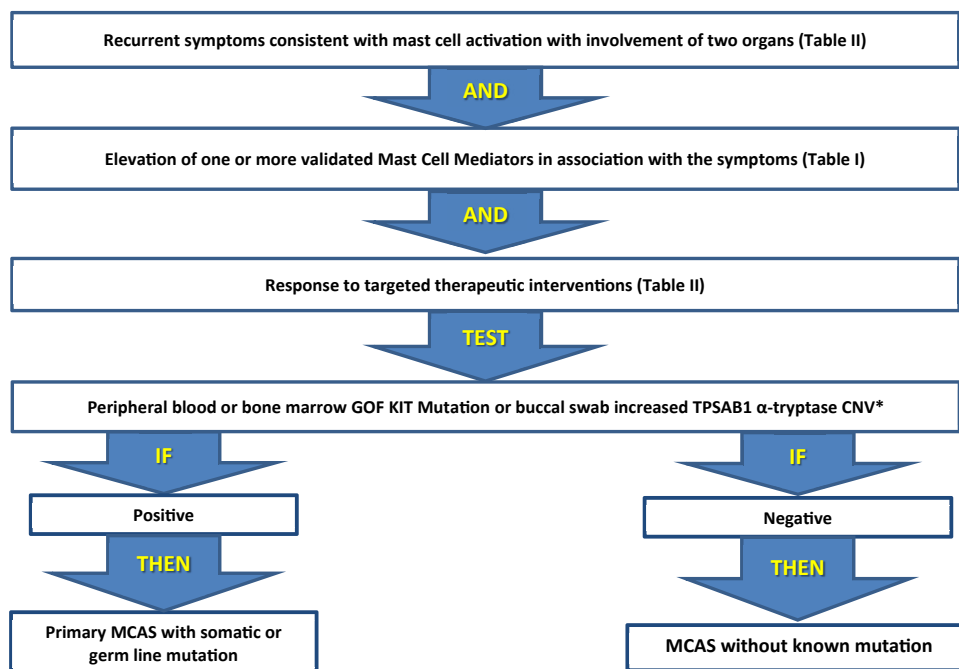 Recurrent symptoms consistent with mast cell activation with involvement of two organs (Table II)
AND
Elevation of one or more validated Mast Cell Mediators in association with the symptoms (Table I)
AND
Response to targeted therapeutic interventions (Table II)
TEST
Peripheral blood or bone marrow GOF KIT Mutation or buccal swab increased TPSAB1 α-tryptase CNV*
IF
IF
Positive
Negative
THEN
THEN
Primary MCAS with somatic or
germ line mutation
MCAS without known mutation